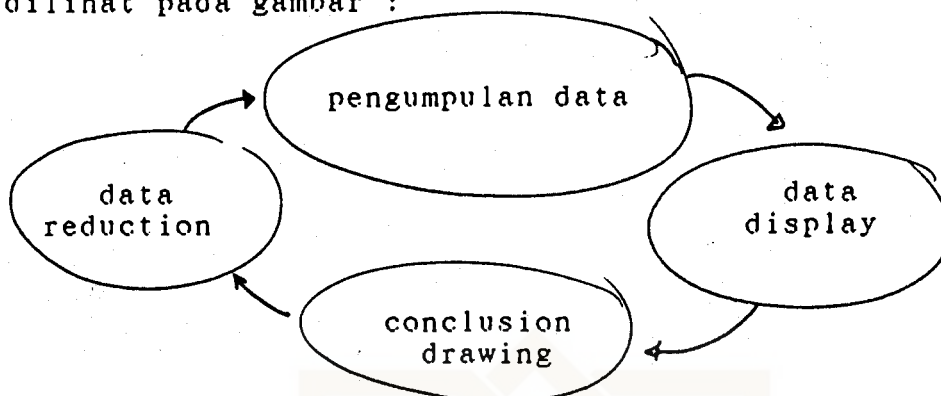 dilihat pada gambar :
pengumpulan data
data
reduction
data
display
conclusion
drawing